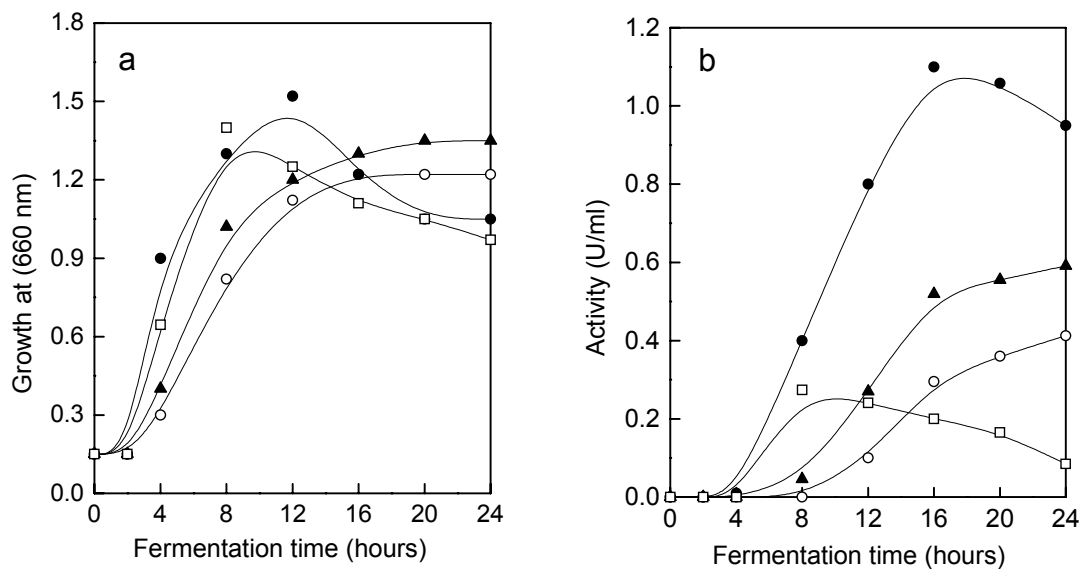 a
1.8
1.5
1.2
0.9
0.6
0.3
0.0
0 4 8 12 16 20 24
Growth at (660 nm)
Fermentation time (hours)
b
1.2
1.0
0.8
0.6
0.4
0.2
0.0
0 4 8 12 16 20 24
Activity (U/ml)
Fermentation time (hours)